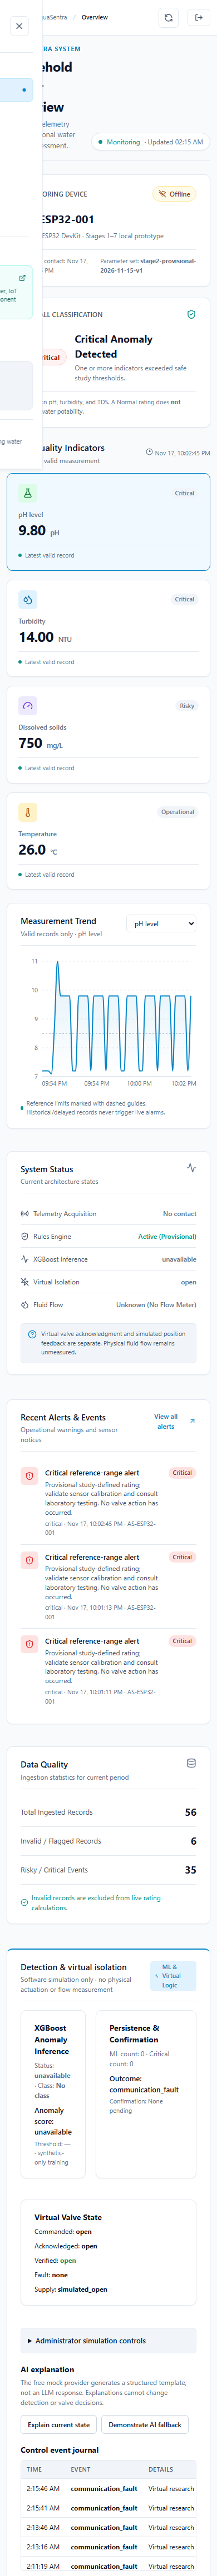 uaSentra / Overview
RA SYSTEM
ehold
view
elemetry
onal water
essment.
Monitoring · Updated 02:15 AM
ORING DEVICE
Offline
ESP32-001
ESP32 DevKit · Stages 1–7 local prototype
contact: Nov 17,
PM
Parameter set: stage2-provisional-
2026-11-15-v1
er, IoT
onent
ALL CLASSIFICATION
itical
Critical Anomaly
Detected
One or more indicators exceeded safe
study thresholds.
n ph, turbidity, and TDS. A Normal rating does not
water potability.
ng water
uality Indicators
valid measurement
Nov 17, 10:02:45 PM
Critical
pH level
9.80 pH
Latest valid record
Critical
Turbidity
14.00 NTU
Latest valid record
Risky
Dissolved solids
750 mg/L
Latest valid record
Operational
Temperature
26.0 °C
Latest valid record
Measurement Trend
Valid records only · pH level
pH level
11
10
9
8
7
09:54 PM 09:54 PM 10:00 PM 10:02 PM
Reference limits marked with dashed guides.
Historical/delayed records never trigger live alarms.
System Status
Current architecture states
Telemetry Acquisition No contact
Rules Engine Active (Provisional)
XGBoost Inference unavailable
Virtual Isolation open
Fluid Flow Unknown (No Flow Meter)
Virtual valve acknowledgment and simulated position
feedback are separate. Physical fluid flow remains
unmeasured.
Recent Alerts & Events
Operational warnings and sensor
notices
View all
alerts
Critical reference-range alert Critical
Provisional study-defined rating;
validate sensor calibration and consult
laboratory testing. No valve action has
occurred.
critical · Nov 17, 10:02:45 PM · AS-ESP32-
001
Critical reference-range alert Critical
Provisional study-defined rating;
validate sensor calibration and consult
laboratory testing. No valve action has
occurred.
critical · Nov 17, 10:01:13 PM · AS-ESP32-
001
Critical reference-range alert Critical
Provisional study-defined rating;
validate sensor calibration and consult
laboratory testing. No valve action has
occurred.
critical · Nov 17, 10:01:11 PM · AS-ESP32-
001
Data Quality
Ingestion statistics for current period
Total Ingested Records 56
Invalid / Flagged Records 6
Risky / Critical Events 35
Invalid records are excluded from live rating
calculations.
Detection & virtual isolation
Software simulation only · no physical
actuation or flow measurement
ML &
Virtual
Logic
XGBoost
Anomaly
Inference
Status:
unavailable
· Class: No
class
Anomaly
score:
unavailable
Threshold: —
· synthetic-
only training
Persistence &
Confirmation
ML count: 0 · Critical
count: 0
Outcome:
communication_fault
Confirmation: None
pending
Virtual Valve State
Commanded: open
Acknowledged: open
Verified: open
Fault: none
Supply: simulated_open
Administrator simulation controls
AI explanation
The free mock provider generates a structured template,
not an LLM response. Explanations cannot change
detection or valve decisions.
Explain current state Demonstrate AI fallback
Control event journal
TIME EVENT DETAILS
2:15:46 AM communication_fault Virtual research
2:15:41 AM communication_fault Virtual research
2:13:46 AM communication_fault Virtual research
2:13:16 AM communication_fault Virtual research
2:11:19 AM communication_fault Virtual research